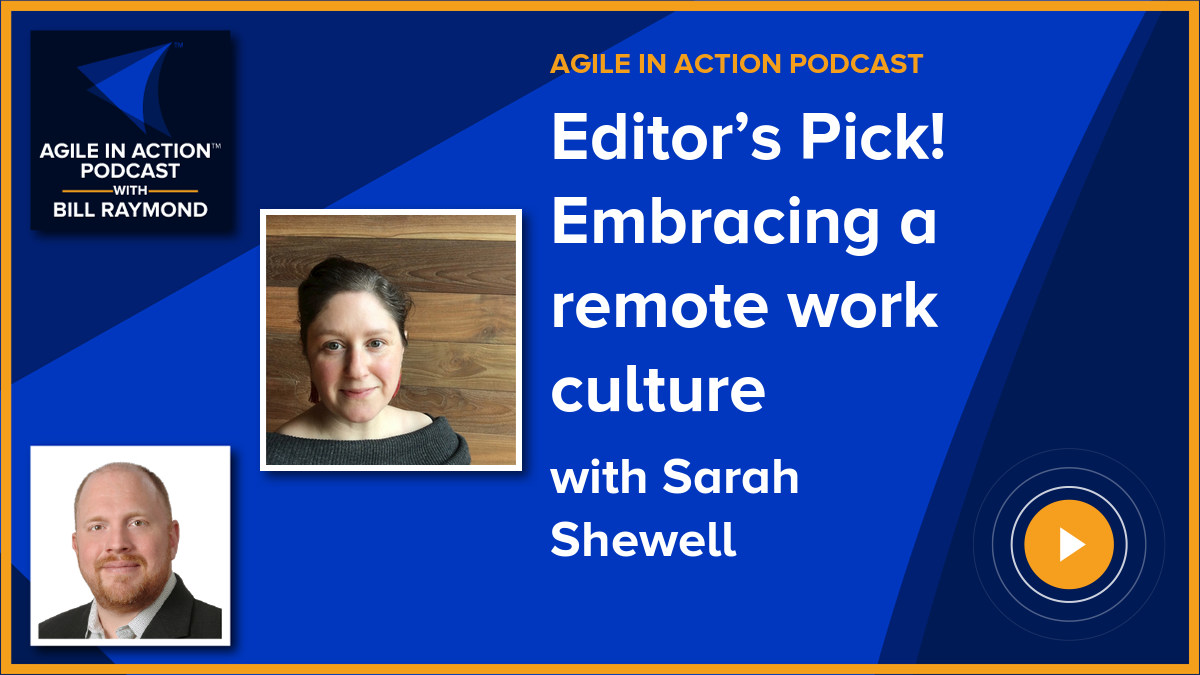 AGILE IN ACTION™
PODCAST
WITH
BILL RAYMOND
AGILE IN ACTION PODCAST
Editor’s Pick!
Embracing a
remote work
culture
with Sarah
Shewell